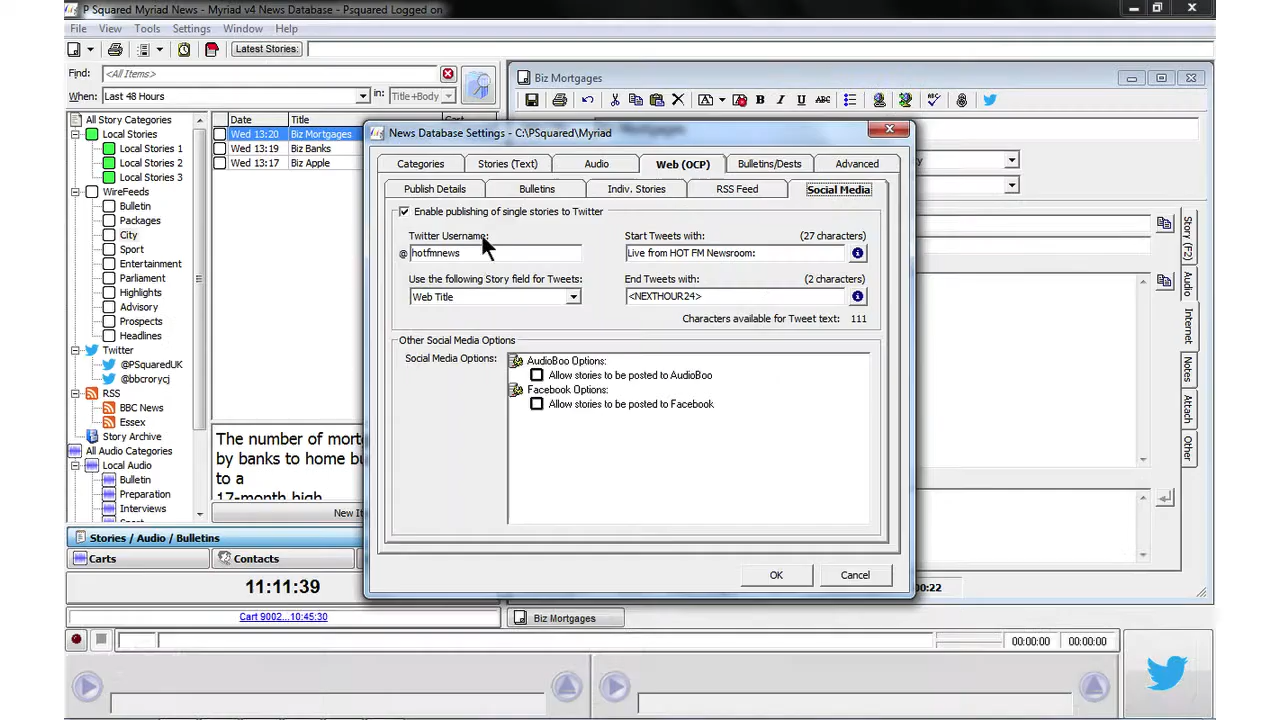 P Squared Myriad News - Myriad v4 News Database - Psquared Logged on
File View Tools Settings Window Help
Latest Stories:
Find: <All Items>
When: Last 48 Hours in: Title+Body
All Story Categories
Local Stories
Local Stories 1
Local Stories 2
Local Stories 3
WireFeeds
Bulletin
Packages
City
Sport
Entertainment
Parliament
Highlights
Advisory
Prospects
Headlines
Twitter
@PSquaredUK
@bbcrorycj
RSS
BBC News
Essex
Story Archive
All Audio Categories
Local Audio
Bulletin
Preparation
Interviews
Date Title
Wed 13:20 Biz Mortgages
Wed 13:19 Biz Banks
Wed 13:17 Biz Apple
The number of mort
by banks to home bu
to a
17-month high
New It
Stories / Audio / Bulletins
Carts Contacts
11:11:39
Cart 9002...10:45:30
Biz Mortgages
B I U ABC
News Database Settings - C:\PSquared\Myriad
Categories Stories (Text) Audio Web (OCP) Bulletins/Dests Advanced
Publish Details Bulletins Indiv. Stories RSS Feed Social Media
Enable publishing of single stories to Twitter
Twitter Username: Start Tweets with: (27 characters)
@ hotfmnews Live from HOT FM Newsroom:
Use the following Story field for Tweets: End Tweets with: (2 characters)
Web Title <NEXTHOUR24>
Characters available for Tweet text: 111
Other Social Media Options
Social Media Options:
AudioBoo Options:
Allow stories to be posted to AudioBoo
Facebook Options:
Allow stories to be posted to Facebook
OK Cancel
Story (F2)
Audio
Internet
Notes
Attach
Other
00:22
Biz Mortgages
00:00:00 00:00:00